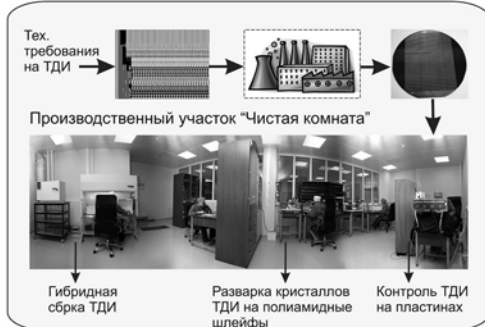 Тех.
требования
на ТДИ
Производственный участок “Чистая комната”
Гибридная
сбрка ТДИ
Разварка кристаллов
ТДИ на полиамидные
шлейфы
Контроль ТДИ
на пластинах